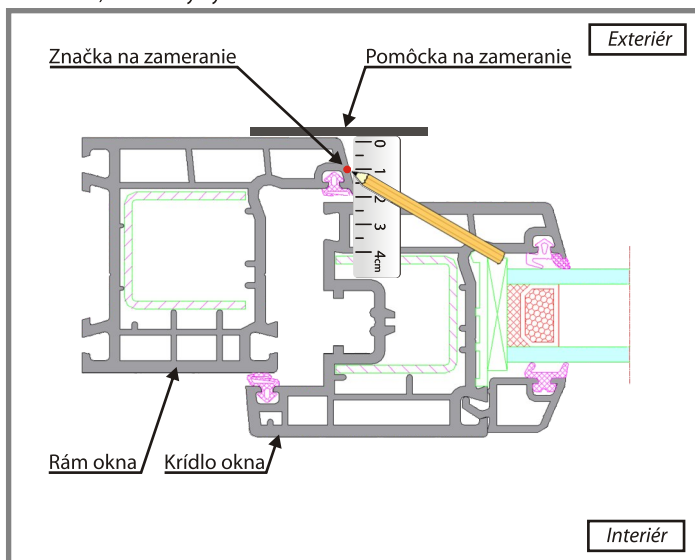 Exteriér
Značka na zameranie
Pomôcka na zameranie
0
1
2
3
4cm
Rám okna
Krídlo okna
Interiér